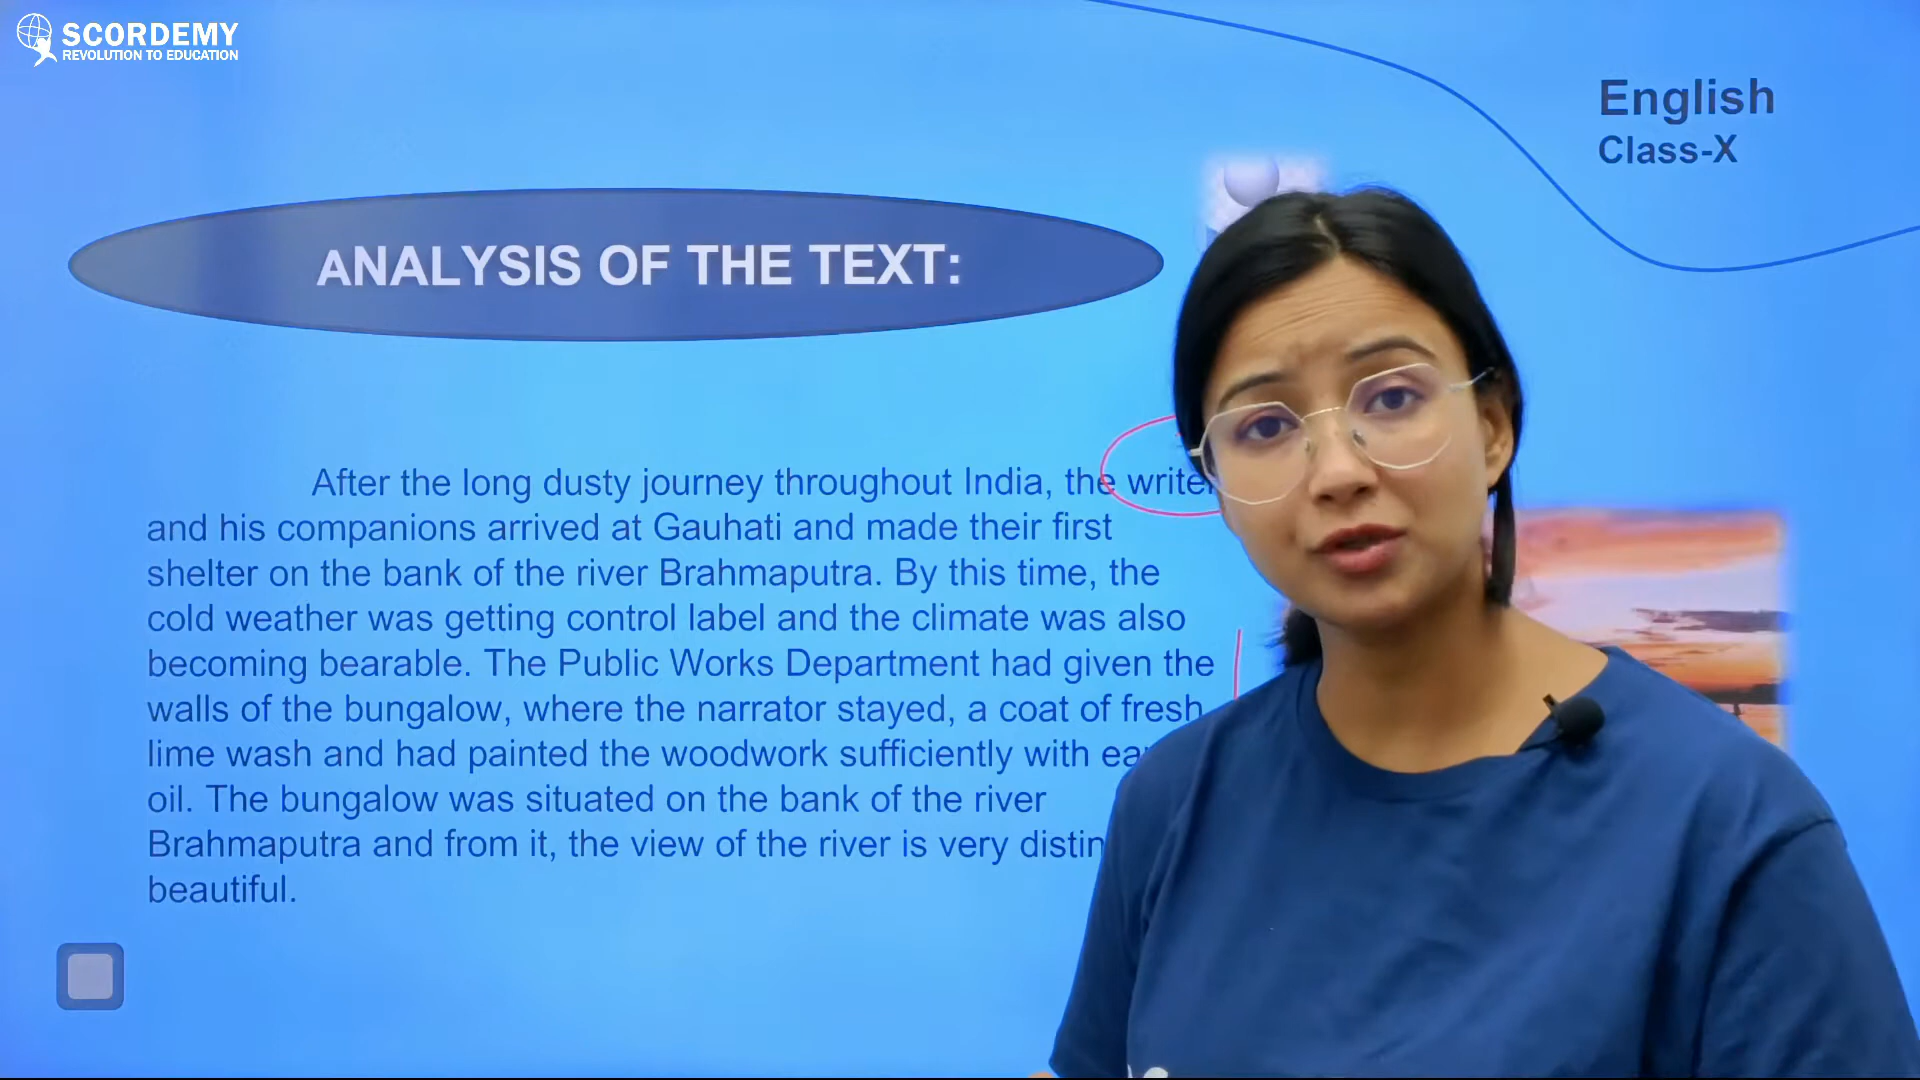 SCORDEMY
REVOLUTION TO EDUCATION
English
Class-X
ANALYSIS OF THE TEXT:
After the long dusty journey throughout India, the writer
and his companions arrived at Gauhati and made their first
shelter on the bank of the river Brahmaputra. By this time, the
cold weather was getting control label and the climate was also
becoming bearable. The Public Works Department had given the
walls of the bungalow, where the narrator stayed, a coat of fresh
lime wash and had painted the woodwork sufficiently with
oil. The bungalow was situated on the bank of the river
Brahmaputra and from it, the view of the river is very
beautiful.